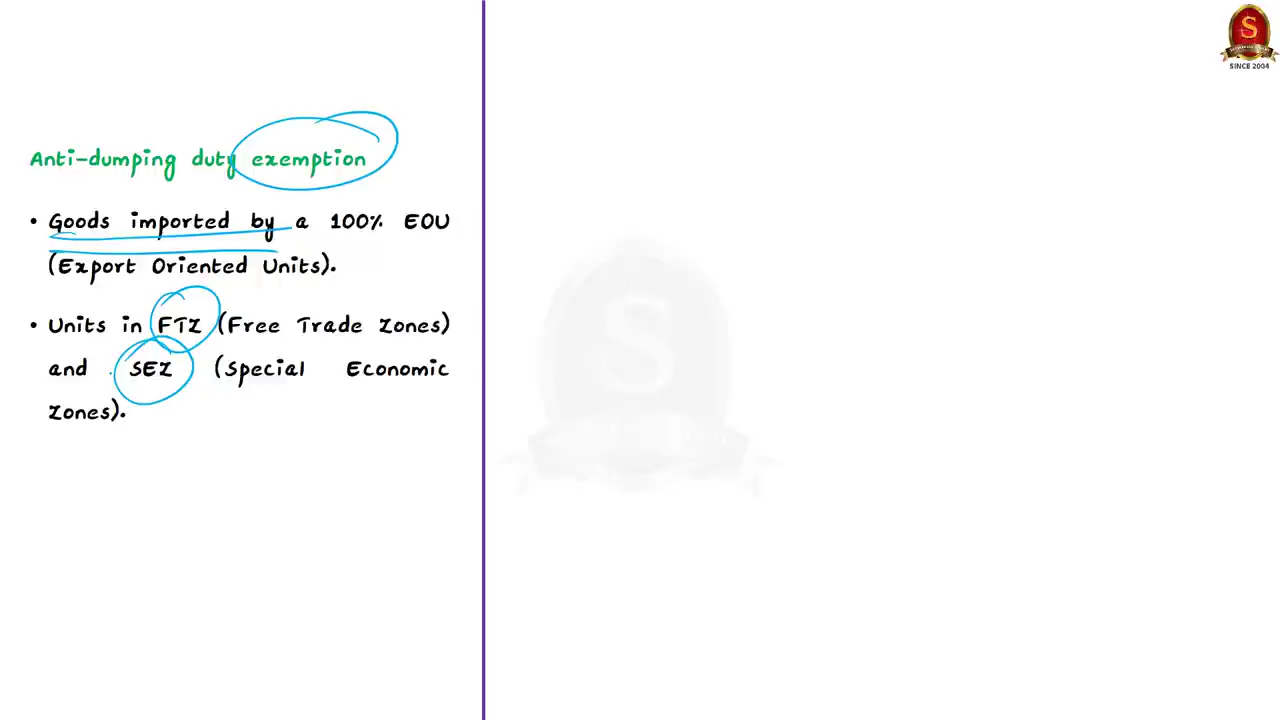 S
SINCE 2004
Anti-dumping duty exemption
• Goods imported by a 100% EOU
(Export Oriented Units).
• Units in FTZ (Free Trade Zones)
and SEZ (Special Economic
Zones).
S